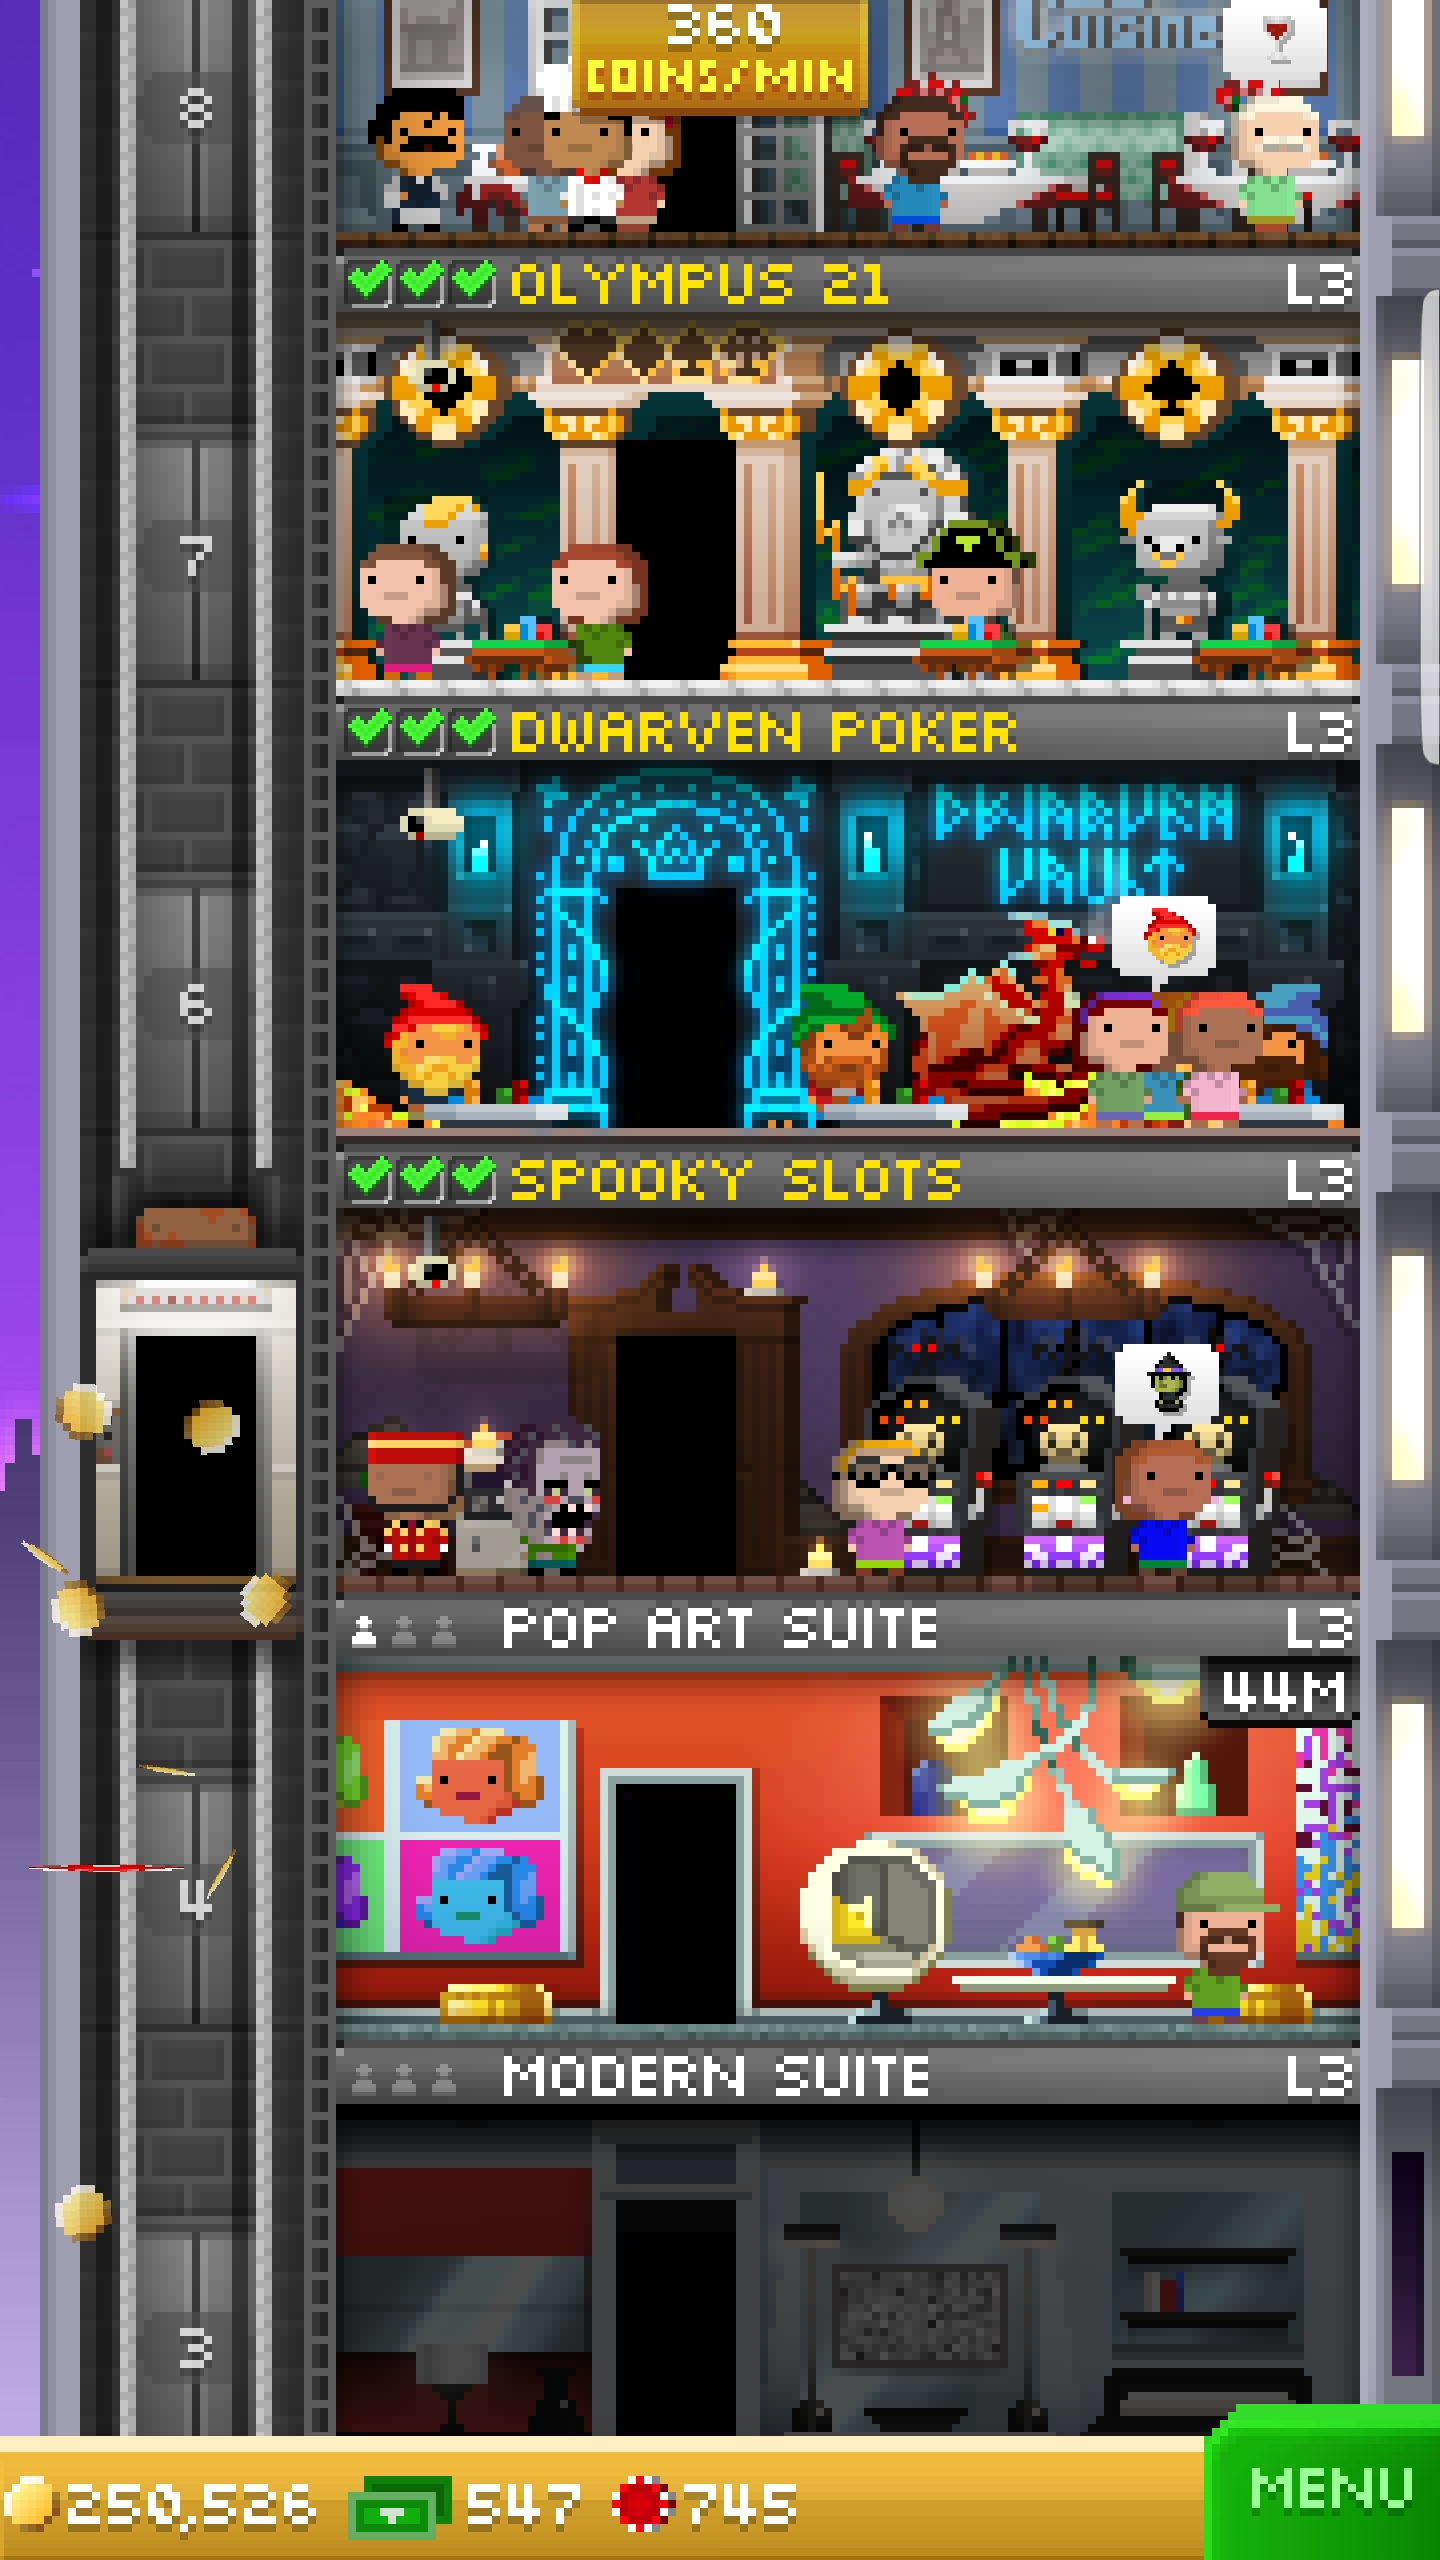 360
COINS/MIN
Cuisine
8
OLYMPUS 21
L3
7
DWARVEN POKER
L3
DWARVEN
VAULT
6
SPOOKY SLOTS
L3
POP ART SUITE
L3
44M
4
MODERN SUITE
L3
3
250,526
547
745
MENU